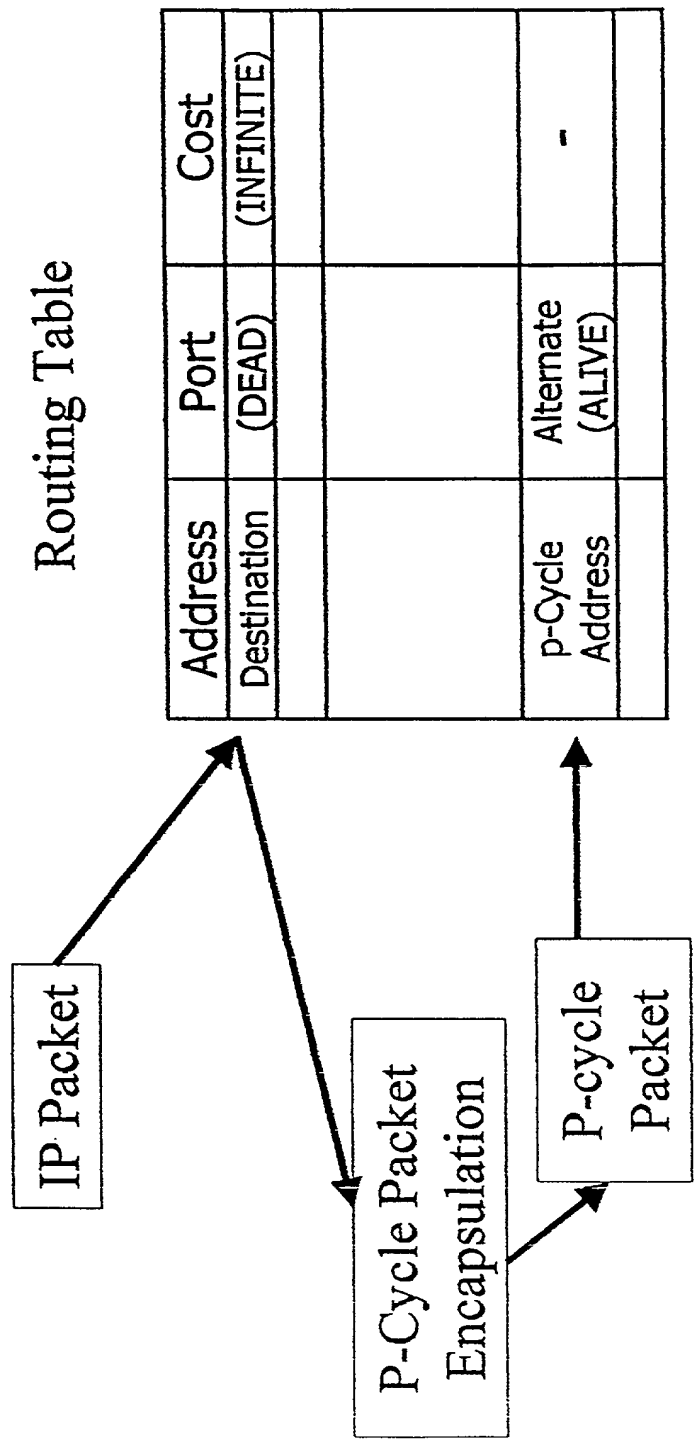 Routing Table
IP Packet
Address Port Cost
Destination (DEAD) (INFINITE)
P-Cycle Packet
Encapsulation
P-cycle
Packet
p-Cycle
Address
Alternate
(ALIVE)
-